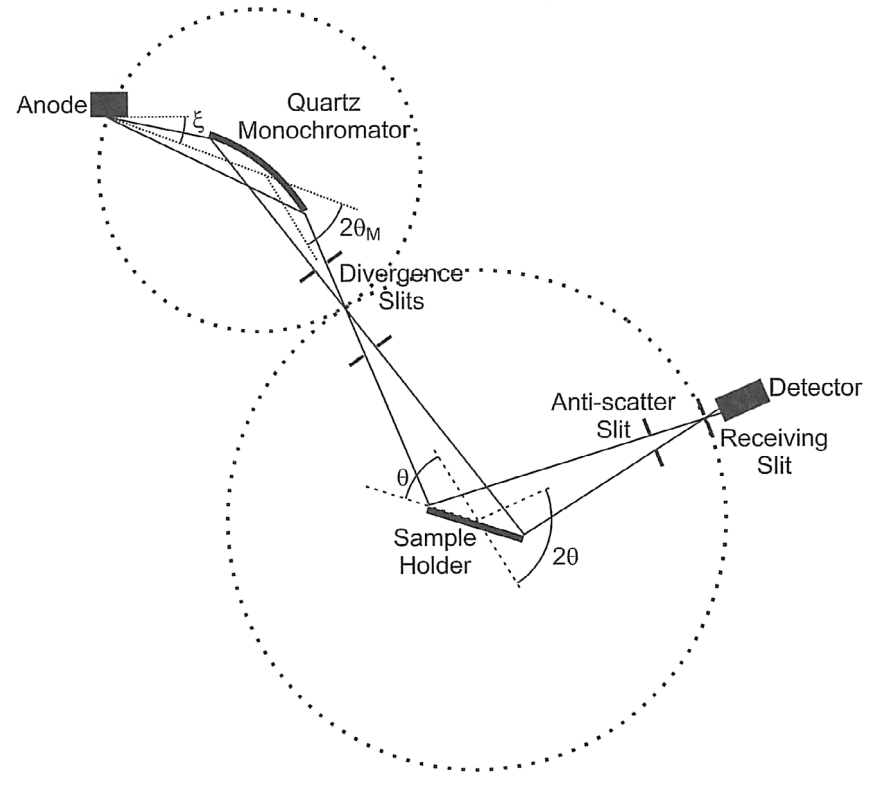 Anode
ξ
Quartz
Monochromator
2θM
Divergence
Slits
Anti-scatter
Slit
Detector
Receiving
Slit
θ
Sample
Holder
2θ